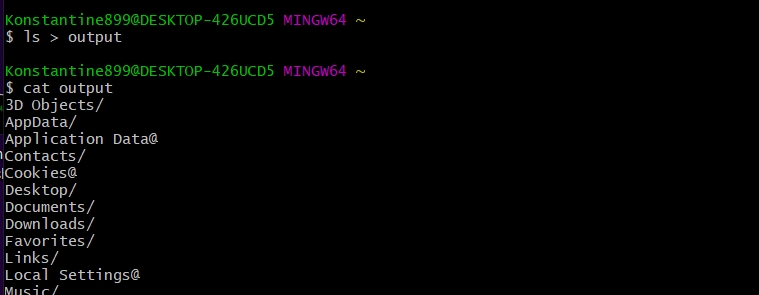 Konstantine899@DESKTOP-426UCD5 MINGW64 ~
$ ls > output
Konstantine899@DESKTOP-426UCD5 MINGW64 ~
$ cat output
3D Objects/
AppData/
Application Data@
Contacts/
Cookies@
Desktop/
Documents/
Downloads/
Favorites/
Links/
Local Settings@
Music/